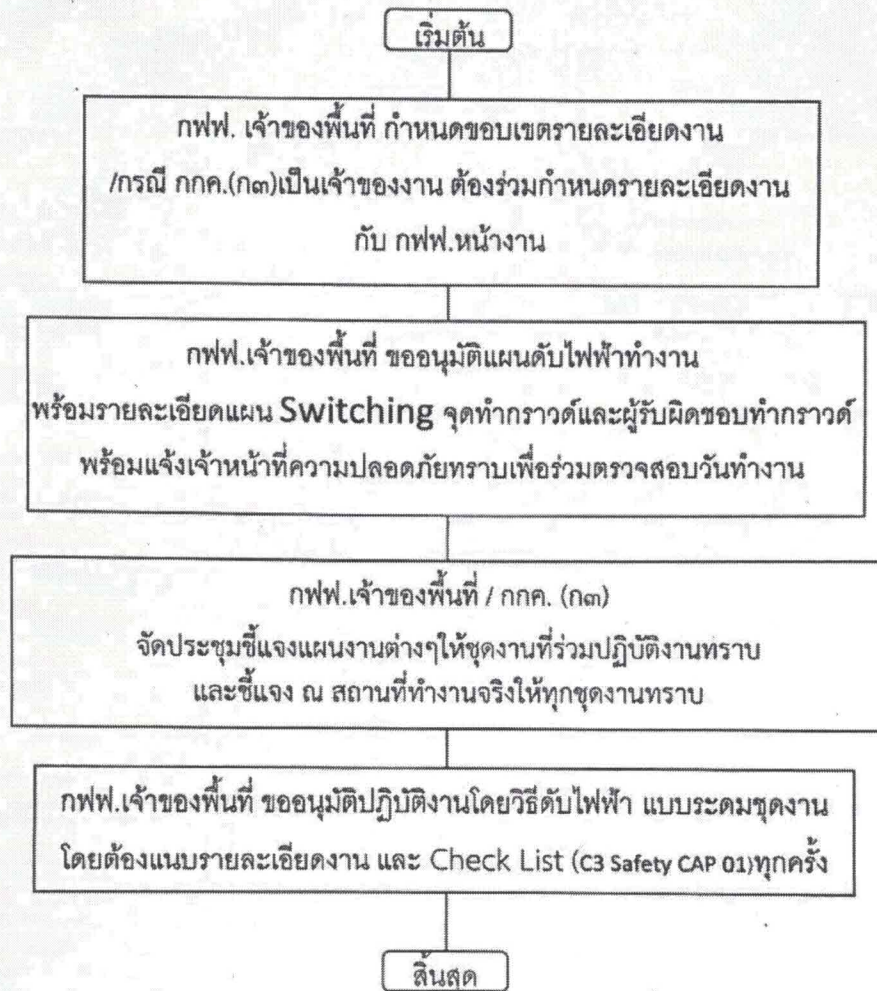 เริ่มต้น
กฟฟ. เจ้าของพื้นที่ กำหนดขอบเขตรายละเอียดงาน
/กรณี กกค.(ก๓)เป็นเจ้าของงาน ต้องร่วมกำหนดรายละเอียดงาน
กับ กฟฟ.หน้างาน
กฟฟ.เจ้าของพื้นที่ ขออนุมัติแผนดับไฟฟ้าทำงาน
พร้อมรายละเอียดแผน Switching จุดทำกราวด์และผู้รับผิดชอบทำกราวด์
พร้อมแจ้งเจ้าหน้าที่ความปลอดภัยทราบเพื่อร่วมตรวจสอบวันทำงาน
กฟฟ.เจ้าของพื้นที่ / กกค. (ก๓)
จัดประชุมชี้แจงแผนงานต่างๆให้ชุดงานที่ร่วมปฏิบัติงานทราบ
และชี้แจง ณ สถานที่ทำงานจริงให้ทุกชุดงานทราบ
กฟฟ.เจ้าของพื้นที่ ขออนุมัติปฏิบัติงานโดยวิธีดับไฟฟ้า แบบระดมชุดงาน
โดยต้องแนบรายละเอียดงาน และ Check List (C3 Safety CAP 01)ทุกครั้ง
สิ้นสุด